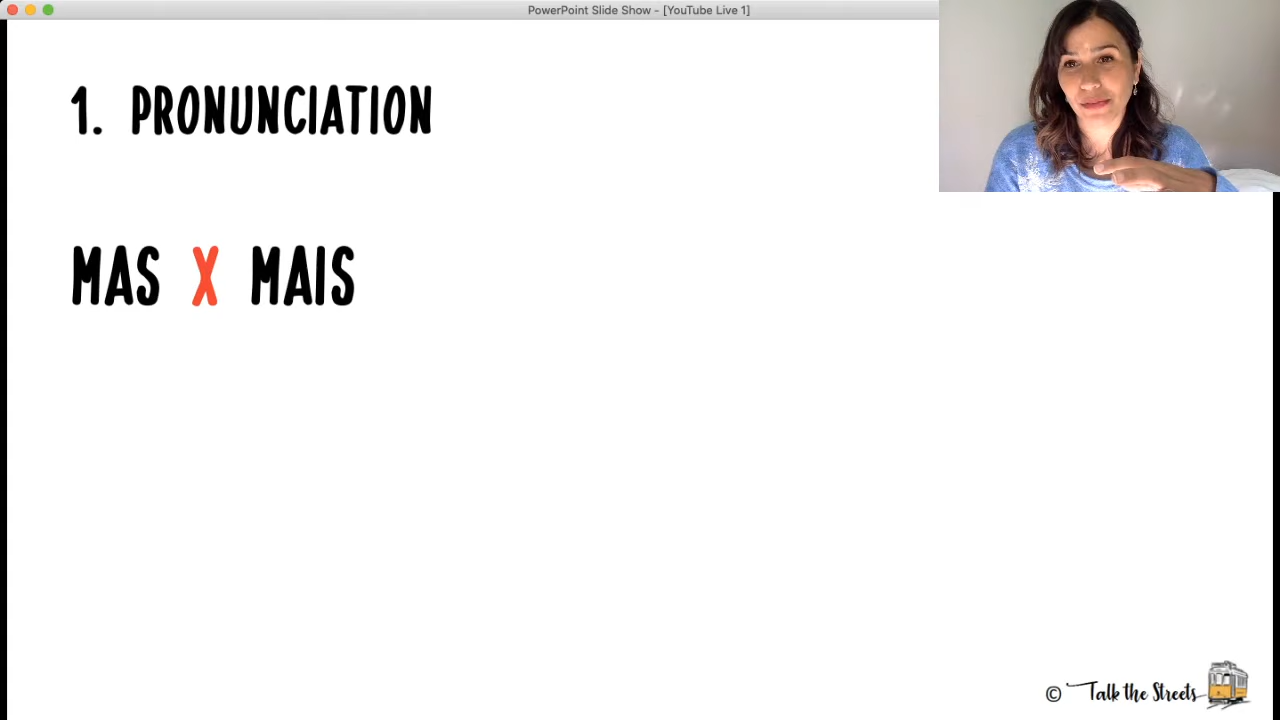 PowerPoint Slide Show - [YouTube Live 1]
1. PRONUNCIATION
MAS X MAIS
© Talk the Streets